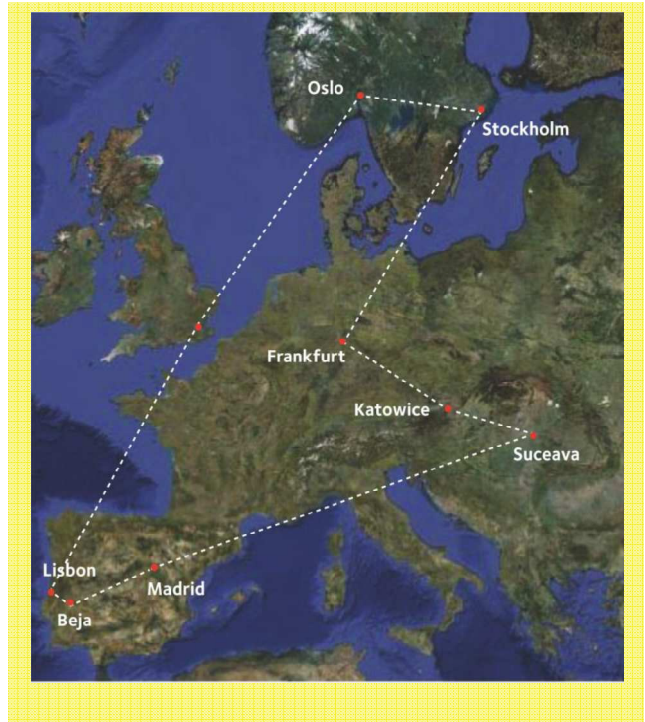 Oslo
Stockholm
Frankfurt
Katowice
Suceava
Lisbon
Madrid
Beja